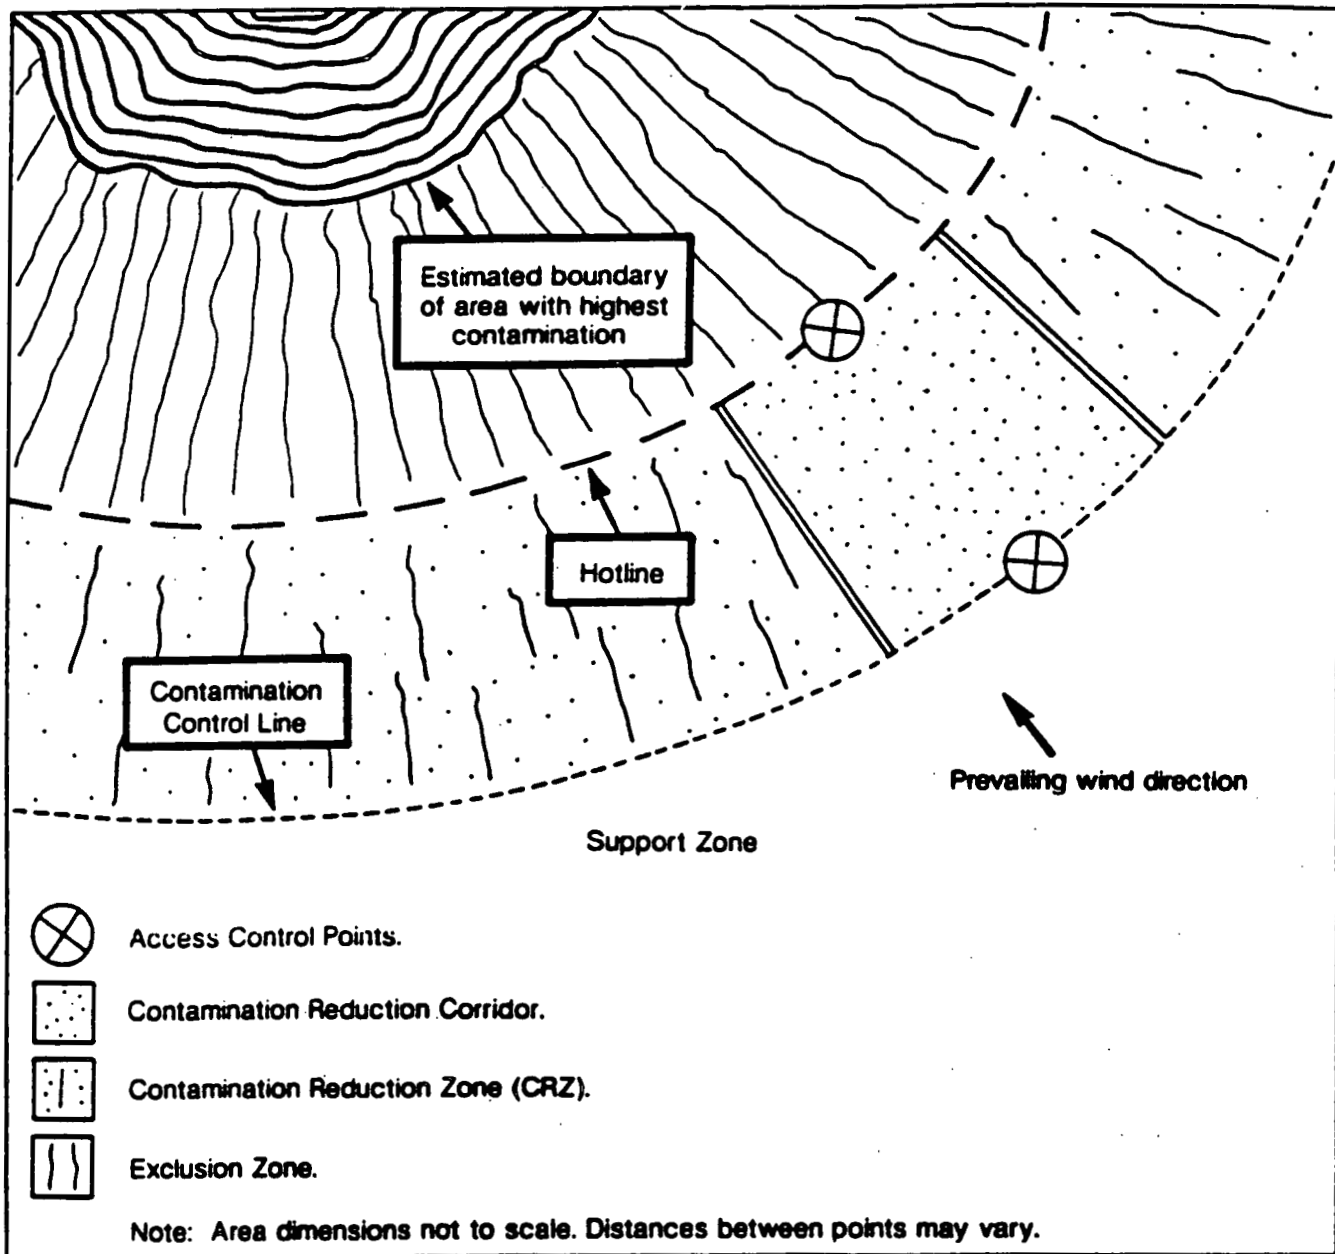 Estimated boundary
of area with highest
contamination
Hotline
Contamination
Control Line
Prevailing wind direction
Support Zone
Access Control Points.
Contamination Reduction Corridor.
Contamination Reduction Zone (CRZ).
Exclusion Zone.
Note: Area dimensions not to scale. Distances between points may vary.